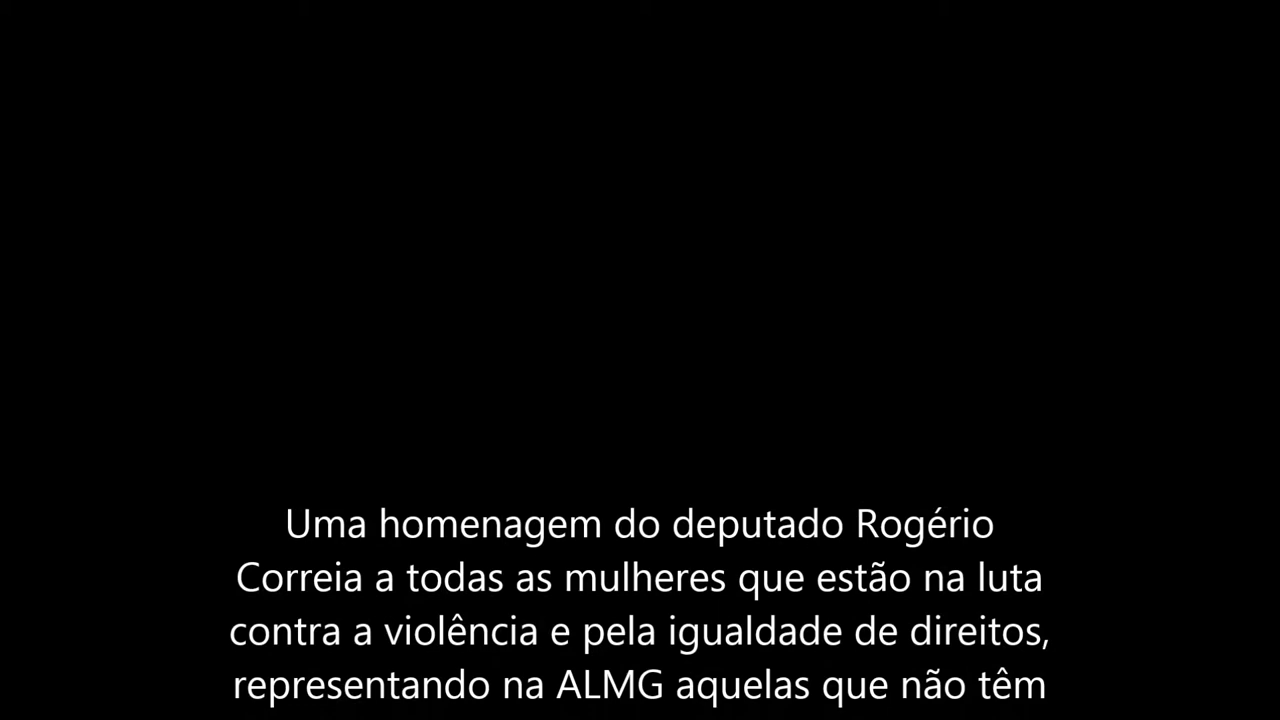 Uma homenagem do deputado Rogério
Correia a todas as mulheres que estão na luta
contra a violência e pela igualdade de direitos,
representando na ALMG aquelas que não têm